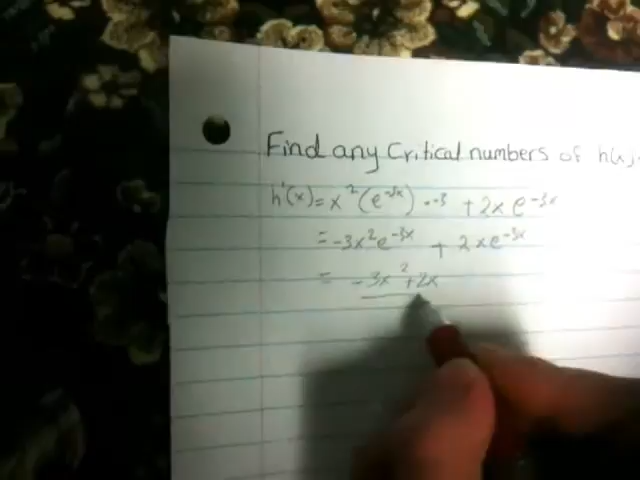 Find any Critical numbers of h(x).
h'(x) = x²(e⁻³ˣ) · -3 + 2x e⁻³ˣ
= -3x²e⁻³ˣ + 2xe⁻³ˣ
= -3x²+2x